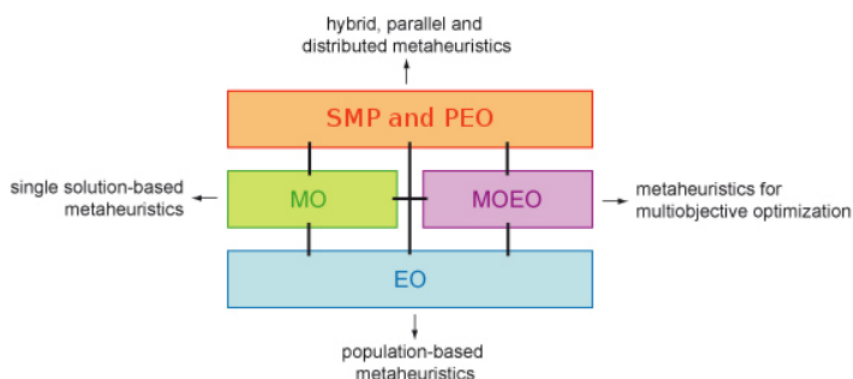 hybrid, parallel and
distributed metaheuristics
SMP and PEO
single solution-based
metaheuristics
MO
MOEO
metaheuristics for
multiobjective optimization
EO
population-based
metaheuristics